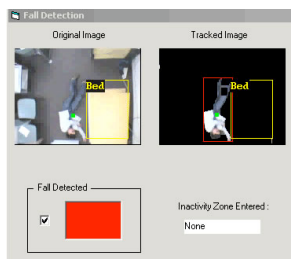 Fall Detection
Original Image
Tracked Image
Bed
Bed
Fall Detected
Inactivity Zone Entered :
None